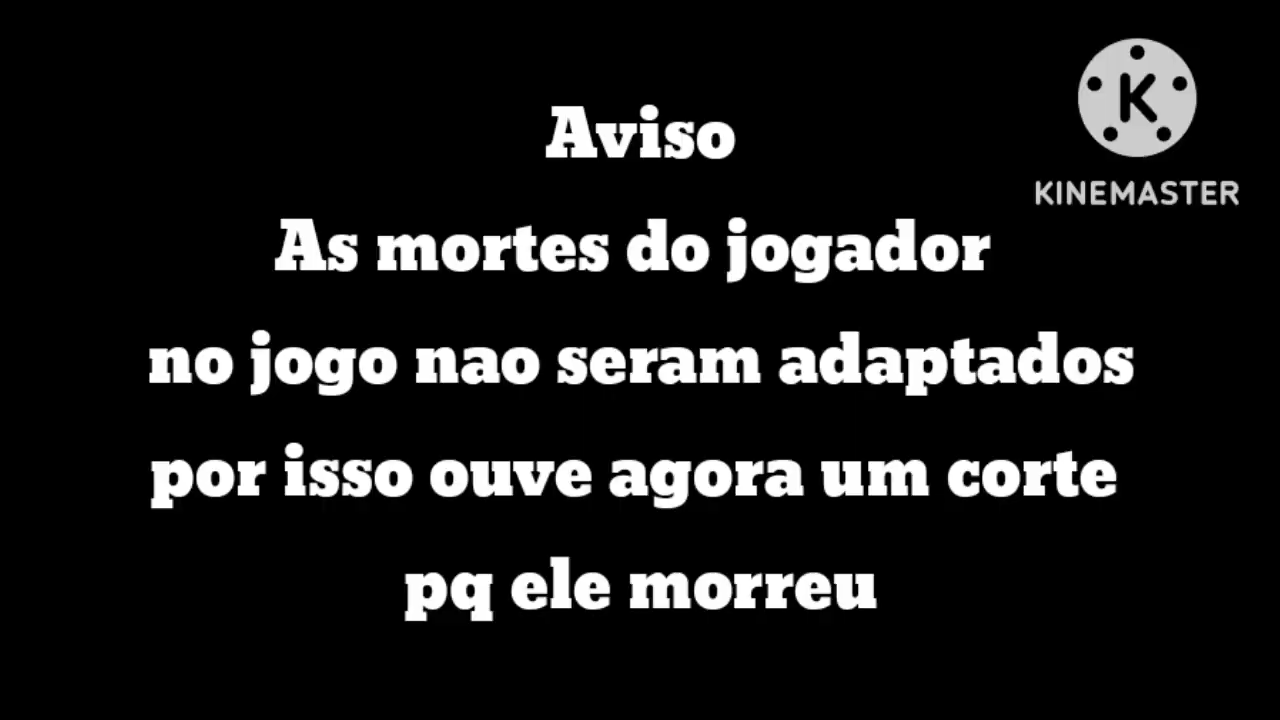 Aviso
KINEMASTER
As mortes do jogador
no jogo nao seram adaptados
por isso ouve agora um corte
pq ele morreu